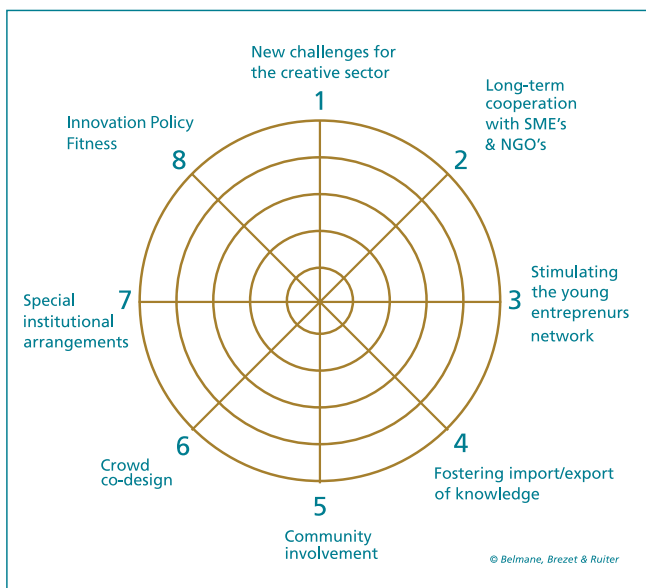 New challenges for
the creative sector
1
Long-term
cooperation
with SME's
& NGO's
2
Stimulating
the young
entreprenurs
network
3
4
Fostering import/export
of knowledge
5
Community
involvement
6
Crowd
co-design
7
Special
institutional
arrangements
Innovation Policy
Fitness
8
© Belmane, Brezet & Ruiter